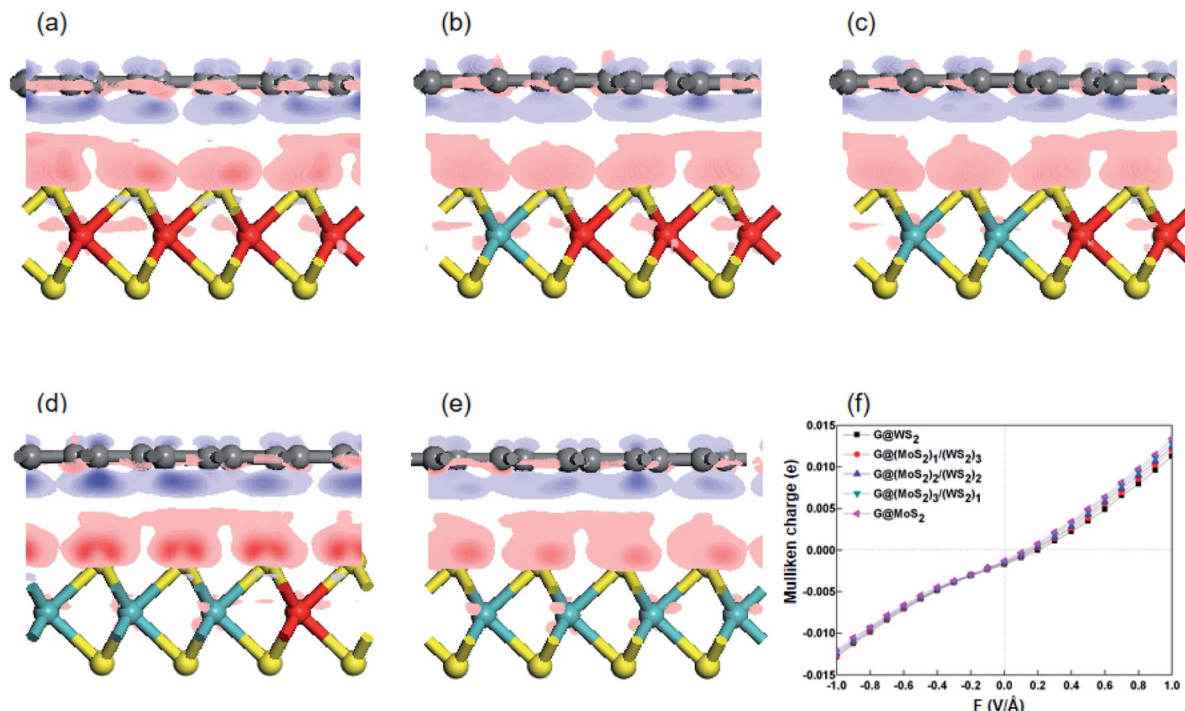 (a)
(b)
(c)
(d)
(e)
(f)
0.015
0.010
0.005
0.000
-0.005
-0.010
-0.015
Mulliken charge (e)
G@WS₂
G@(MoS₂)₁/(WS₂)₃
G@(MoS₂)₂/(WS₂)₂
G@(MoS₂)₃/(WS₂)₁
G@MoS₂
-1.0 -0.8 -0.6 -0.4 -0.2 0.0 0.2 0.4 0.6 0.8 1.0
F (V/Å)